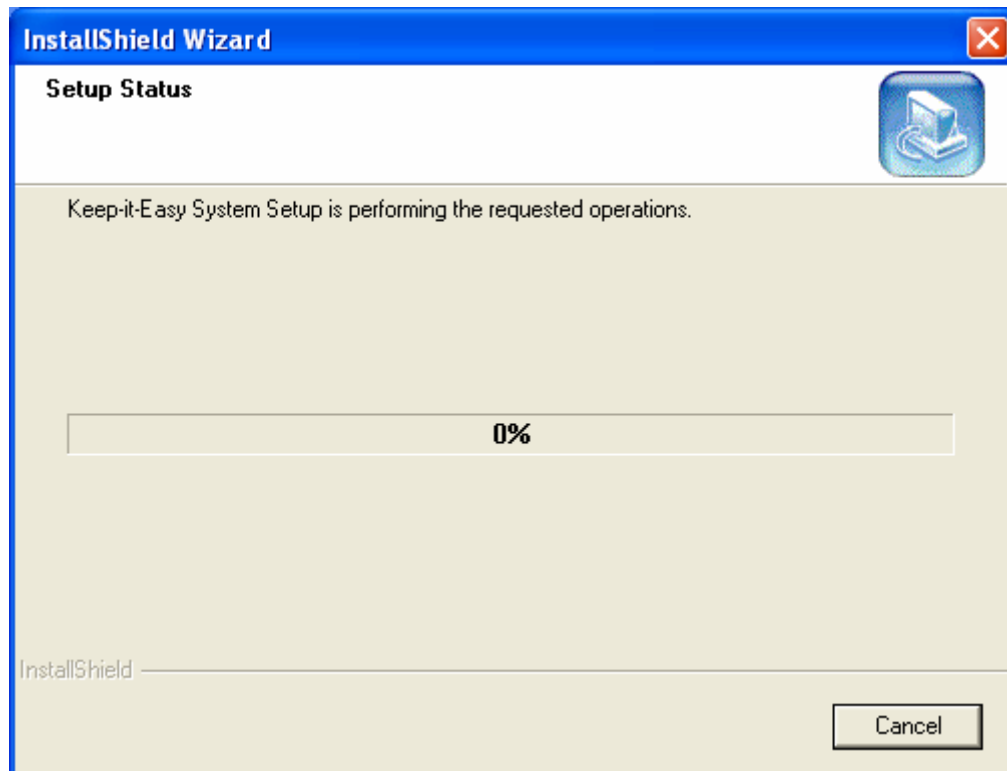 InstallShield Wizard
Setup Status
Keep-it-Easy System Setup is performing the requested operations.
0%
InstallShield
Cancel